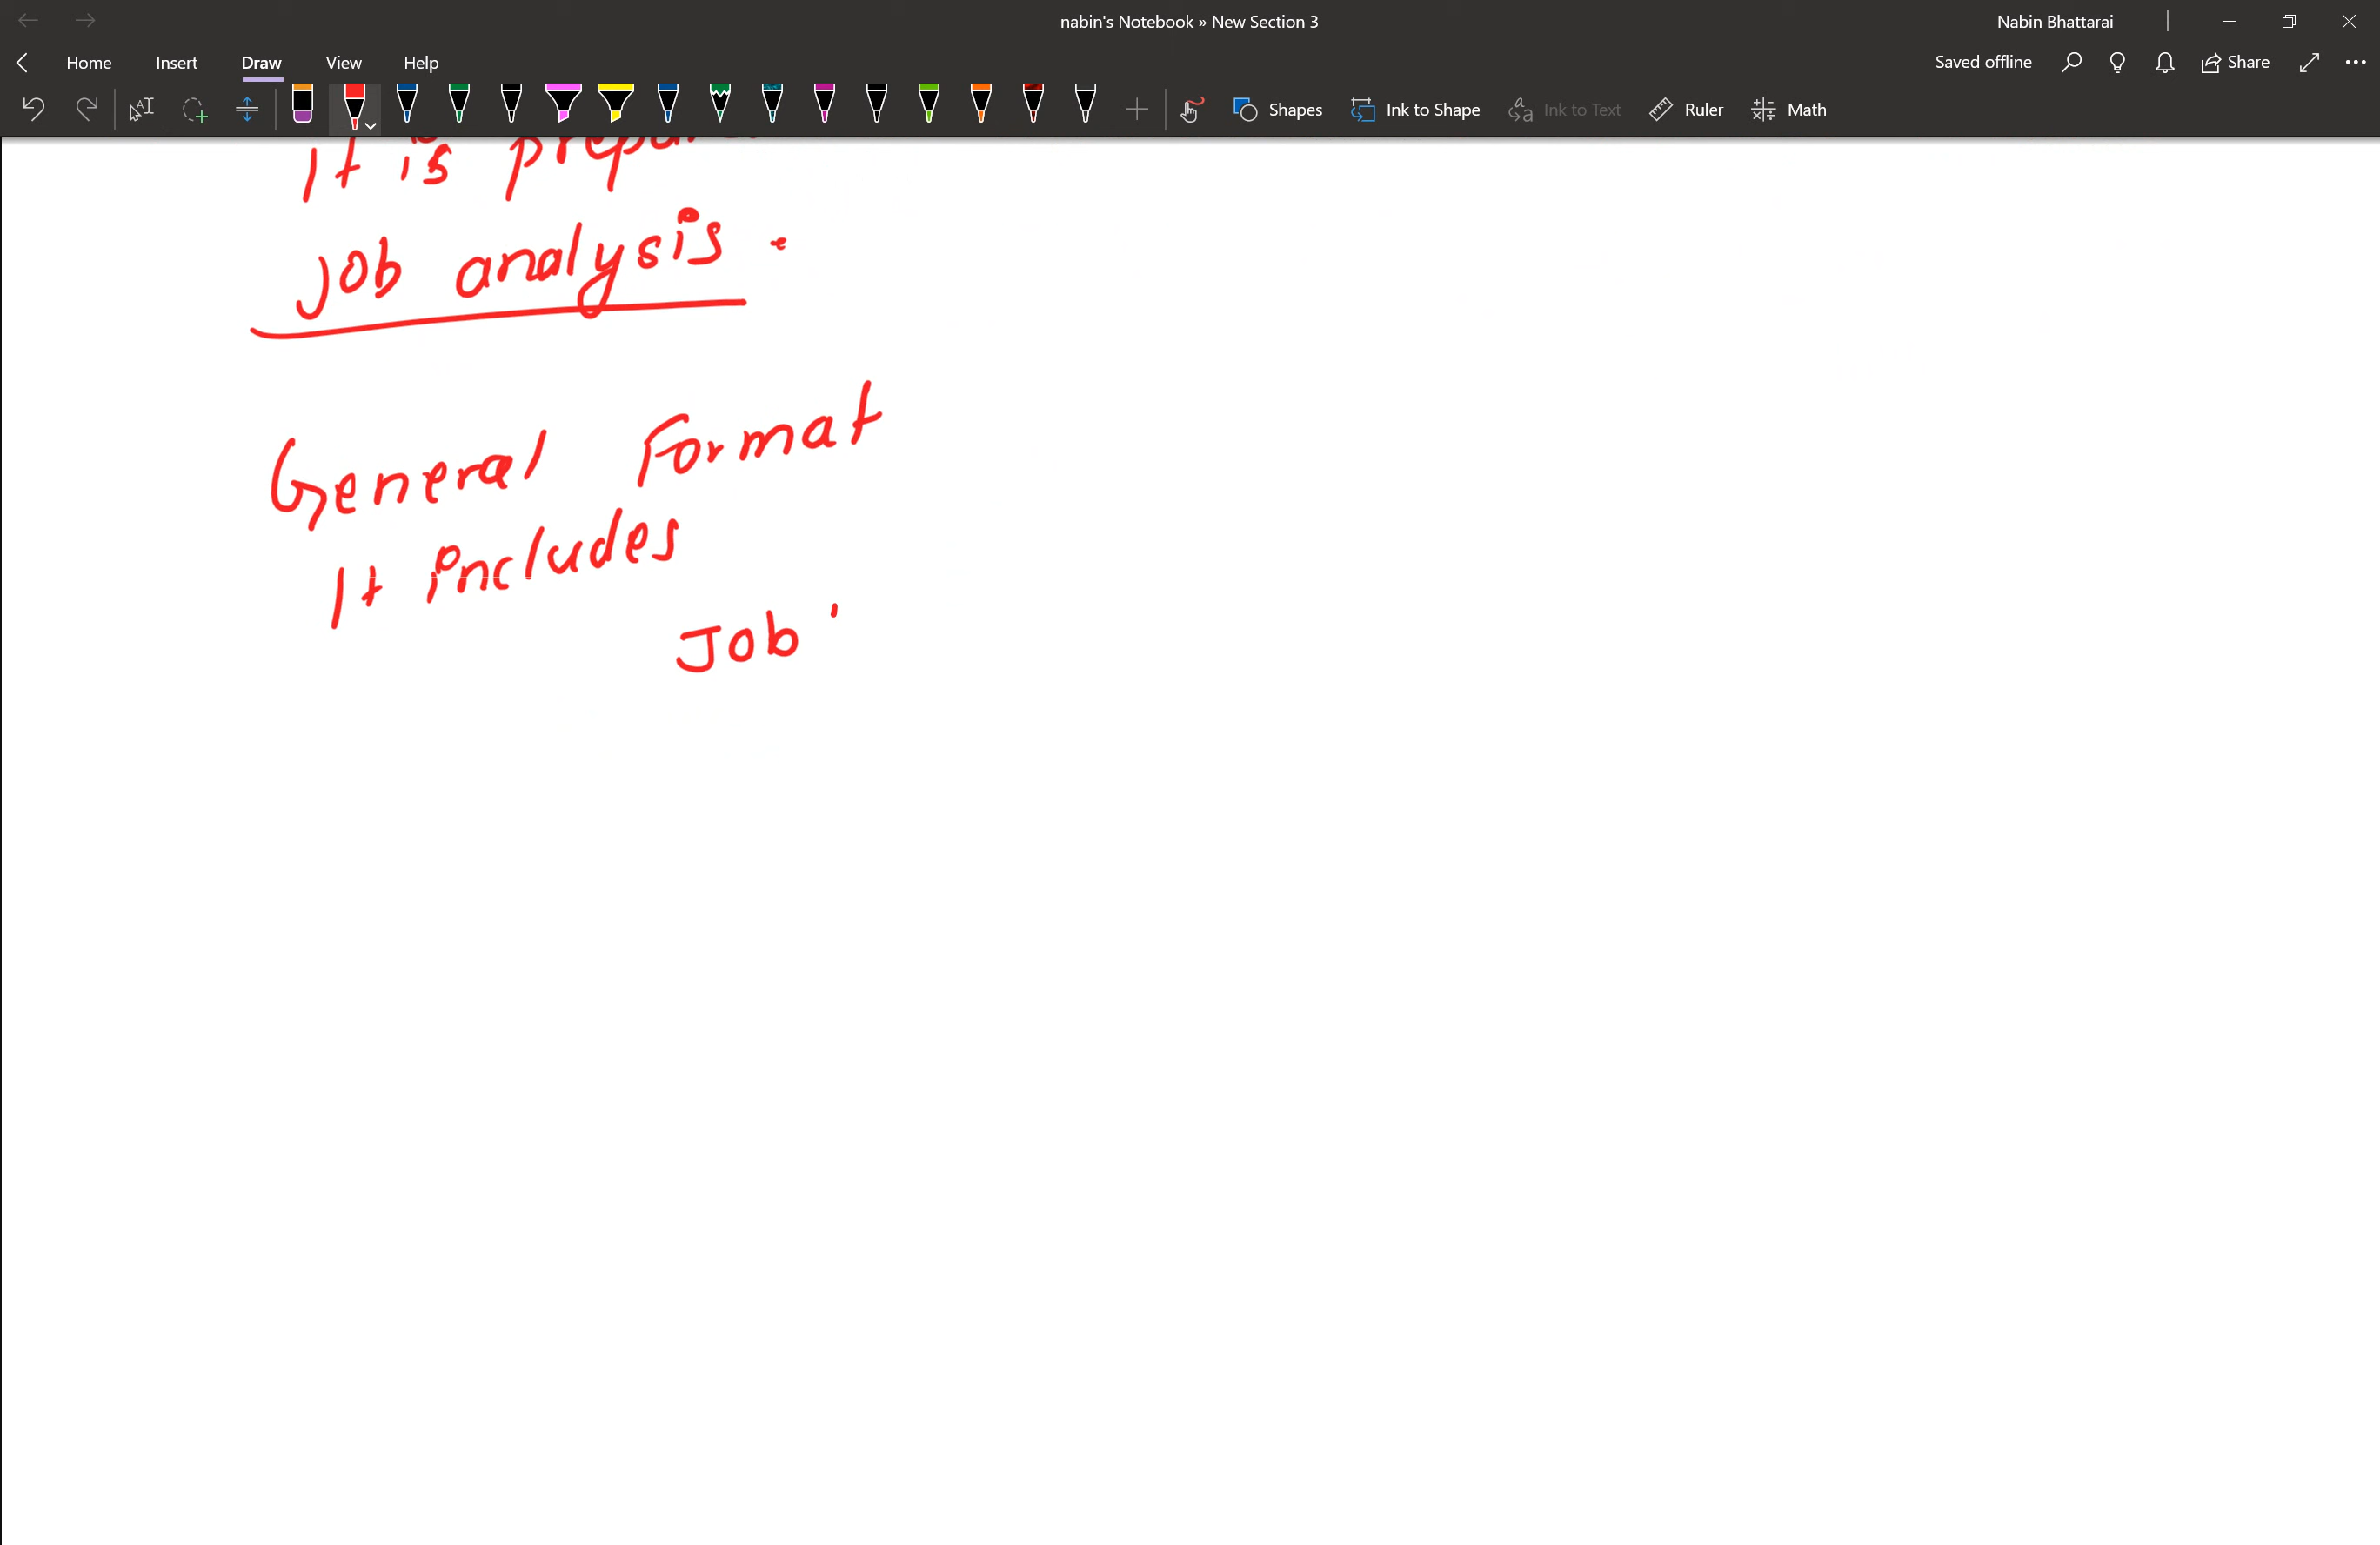 nabin's Notebook » New Section 3
Nabin Bhattarai
Home Insert Draw View Help
Saved offline
Share
Shapes
Ink to Shape
Ink to Text
Ruler
Math
It is
Job analysis.
General Format
It includes
Job